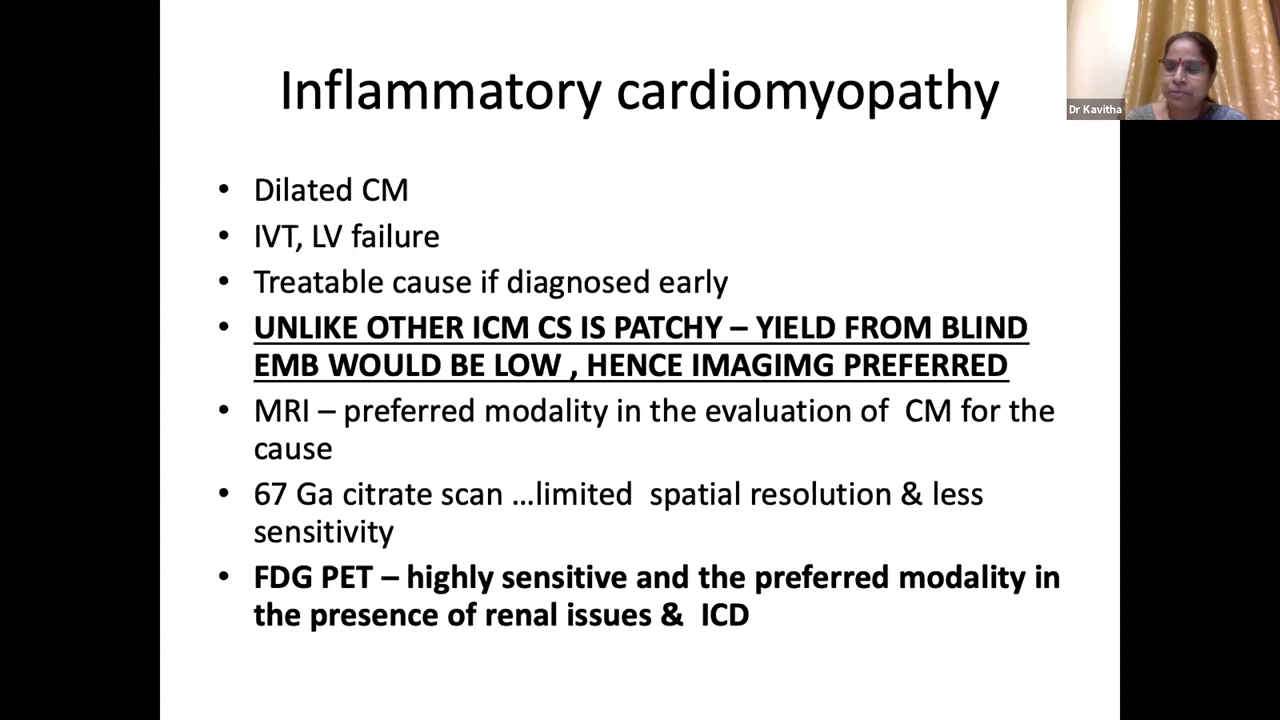 Inflammatory cardiomyopathy
Dr Kavitha
• Dilated CM
• IVT, LV failure
• Treatable cause if diagnosed early
• UNLIKE OTHER ICM CS IS PATCHY – YIELD FROM BLIND
EMB WOULD BE LOW , HENCE IMAGIMG PREFERRED
• MRI – preferred modality in the evaluation of CM for the
cause
• 67 Ga citrate scan …limited spatial resolution & less
sensitivity
• FDG PET – highly sensitive and the preferred modality in
the presence of renal issues & ICD